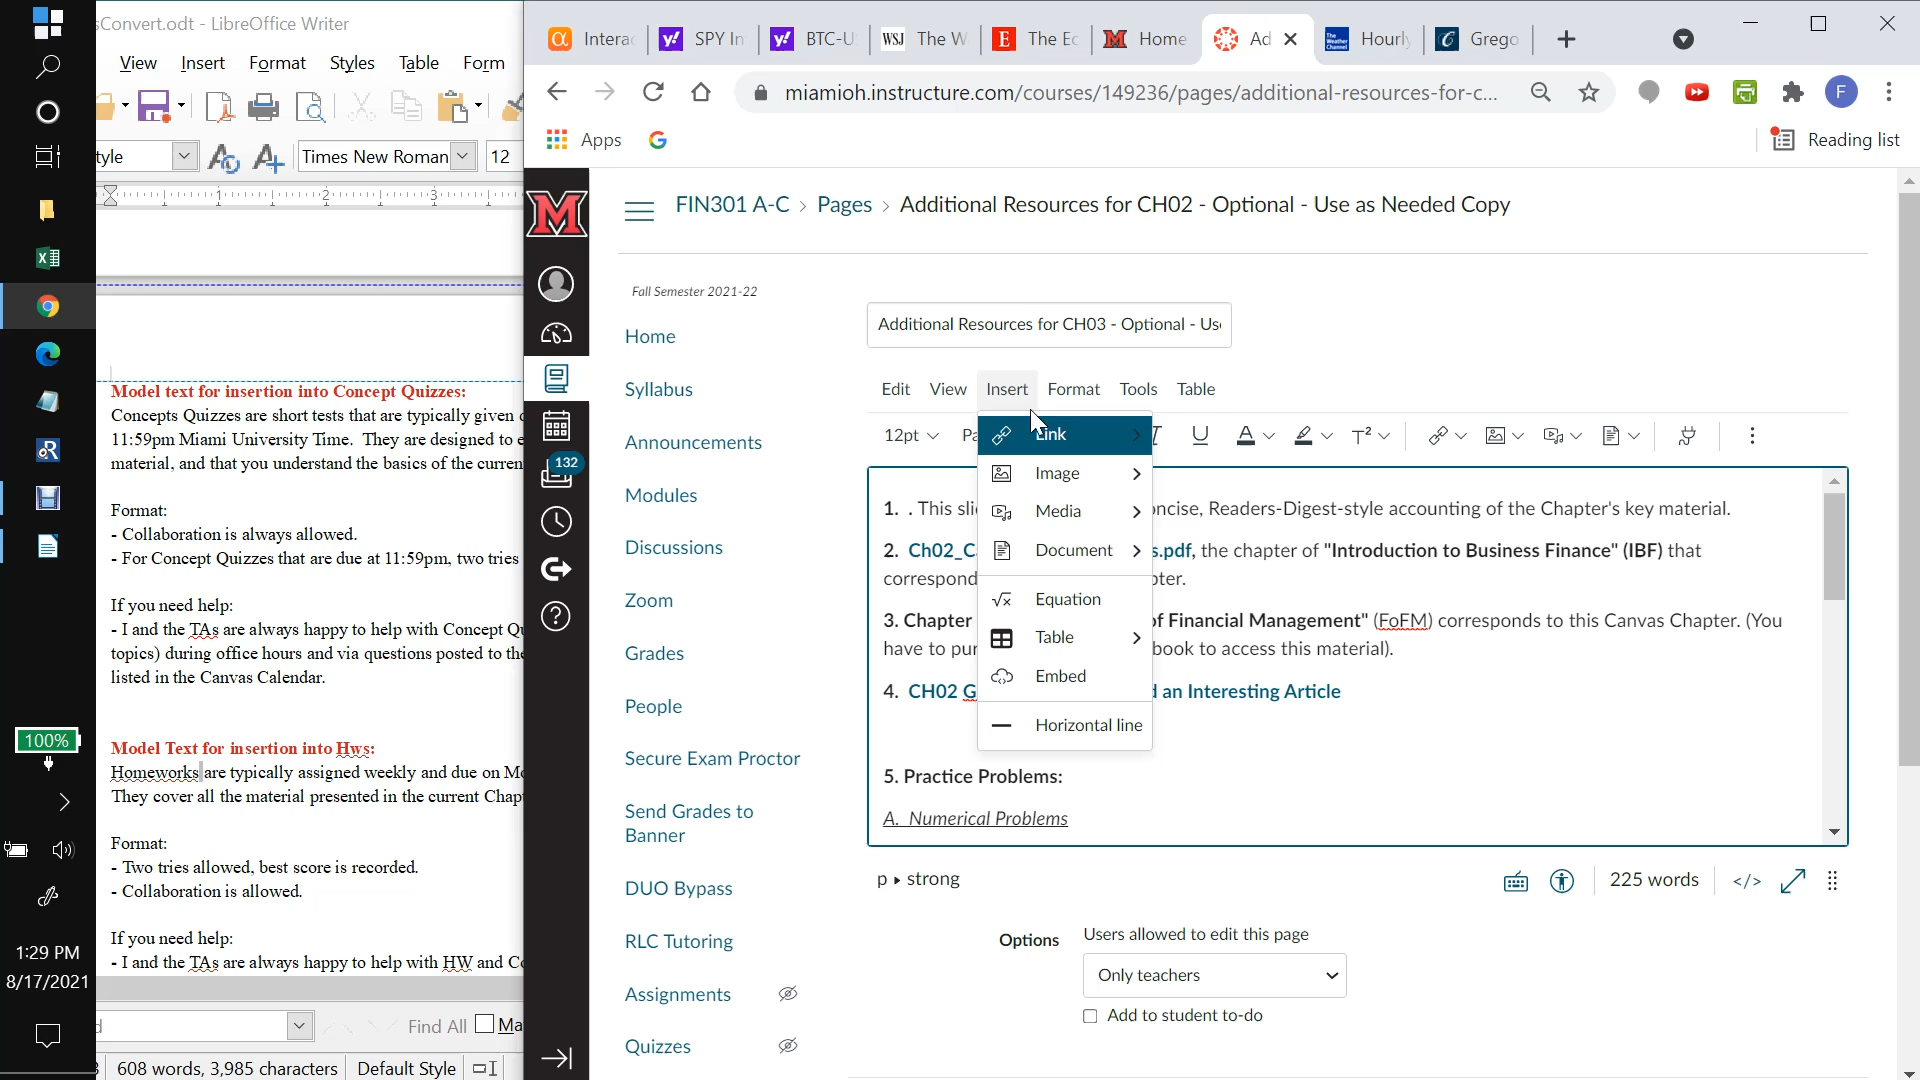 sConvert.odt - LibreOffice Writer
View Insert Format Styles Table Form
tyle
Times New Roman
12
1 2 3
Model text for insertion into Concept Quizzes:
Concepts Quizzes are short tests that are typically given
11:59pm Miami University Time. They are designed to e
material, and that you understand the basics of the curren
Format:
- Collaboration is always allowed.
- For Concept Quizzes that are due at 11:59pm, two tries
If you need help:
- I and the TAs are always happy to help with Concept Qu
topics) during office hours and via questions posted to the
listed in the Canvas Calendar.
Model Text for insertion into Hws:
Homeworks are typically assigned weekly and due on Mo
They cover all the material presented in the current Chap
Format:
- Two tries allowed, best score is recorded.
- Collaboration is allowed.
If you need help:
- I and the TAs are always happy to help with HW and Co
d
Find All
Ma
608 words, 3,985 characters
Default Style
100%
1:29 PM
8/17/2021
Interac
SPY In
BTC-U
WSJ The W
E The Ec
Home
Ad
The Weather Channel Hourly
Grego
miamioh.instructure.com/courses/149236/pages/additional-resources-for-c...
F
Apps
Reading list
FIN301 A-C > Pages > Additional Resources for CH02 - Optional - Use as Needed Copy
132
Fall Semester 2021-22
Home
Syllabus
Announcements
Modules
Discussions
Zoom
Grades
People
Secure Exam Proctor
Send Grades to
Banner
DUO Bypass
RLC Tutoring
Assignments
Quizzes
Additional Resources for CH03 - Optional - Us
Edit View Insert Format Tools Table
12pt
Pa
Link
Image
Media
Document
Equation
Table
Embed
Horizontal line
1. . This sli
ncise, Readers-Digest-style accounting of the Chapter's key material.
2. Ch02_C
s.pdf, the chapter of "Introduction to Business Finance" (IBF) that
correspond
pter.
3. Chapter
of Financial Management" (FoFM) corresponds to this Canvas Chapter. (You
have to pur
book to access this material).
4. CH02 G
d an Interesting Article
5. Practice Problems:
A. Numerical Problems
p ▸ strong
225 words
</>
Options
Users allowed to edit this page
Only teachers
Add to student to-do